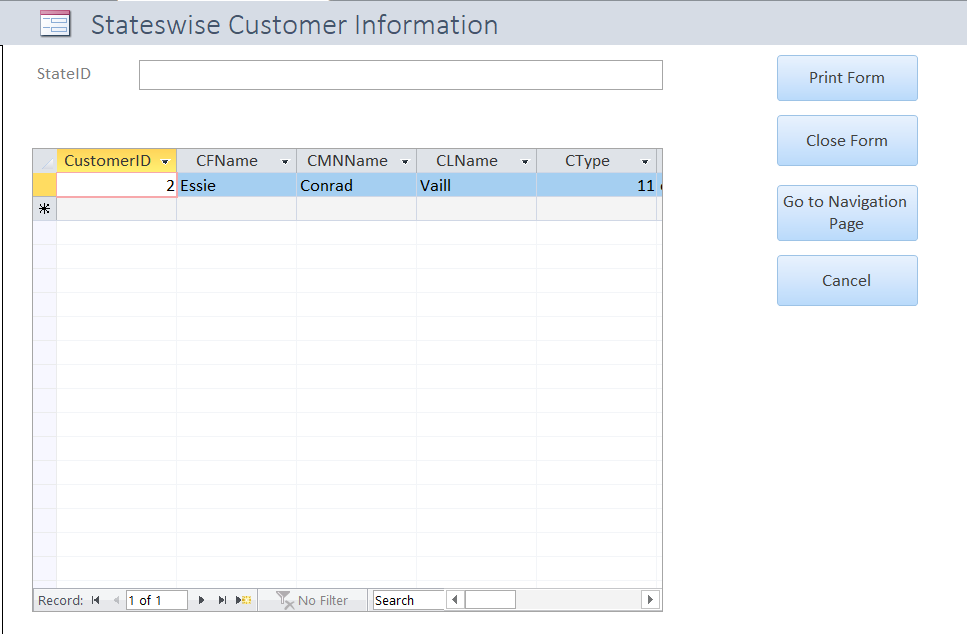 Stateswise Customer Information
StateID
Print Form
Close Form
Go to Navigation
Page
Cancel
CustomerID CFName CMNName CLName CType
2 Essie Conrad Vaill 11
Record: 1 of 1 No Filter Search